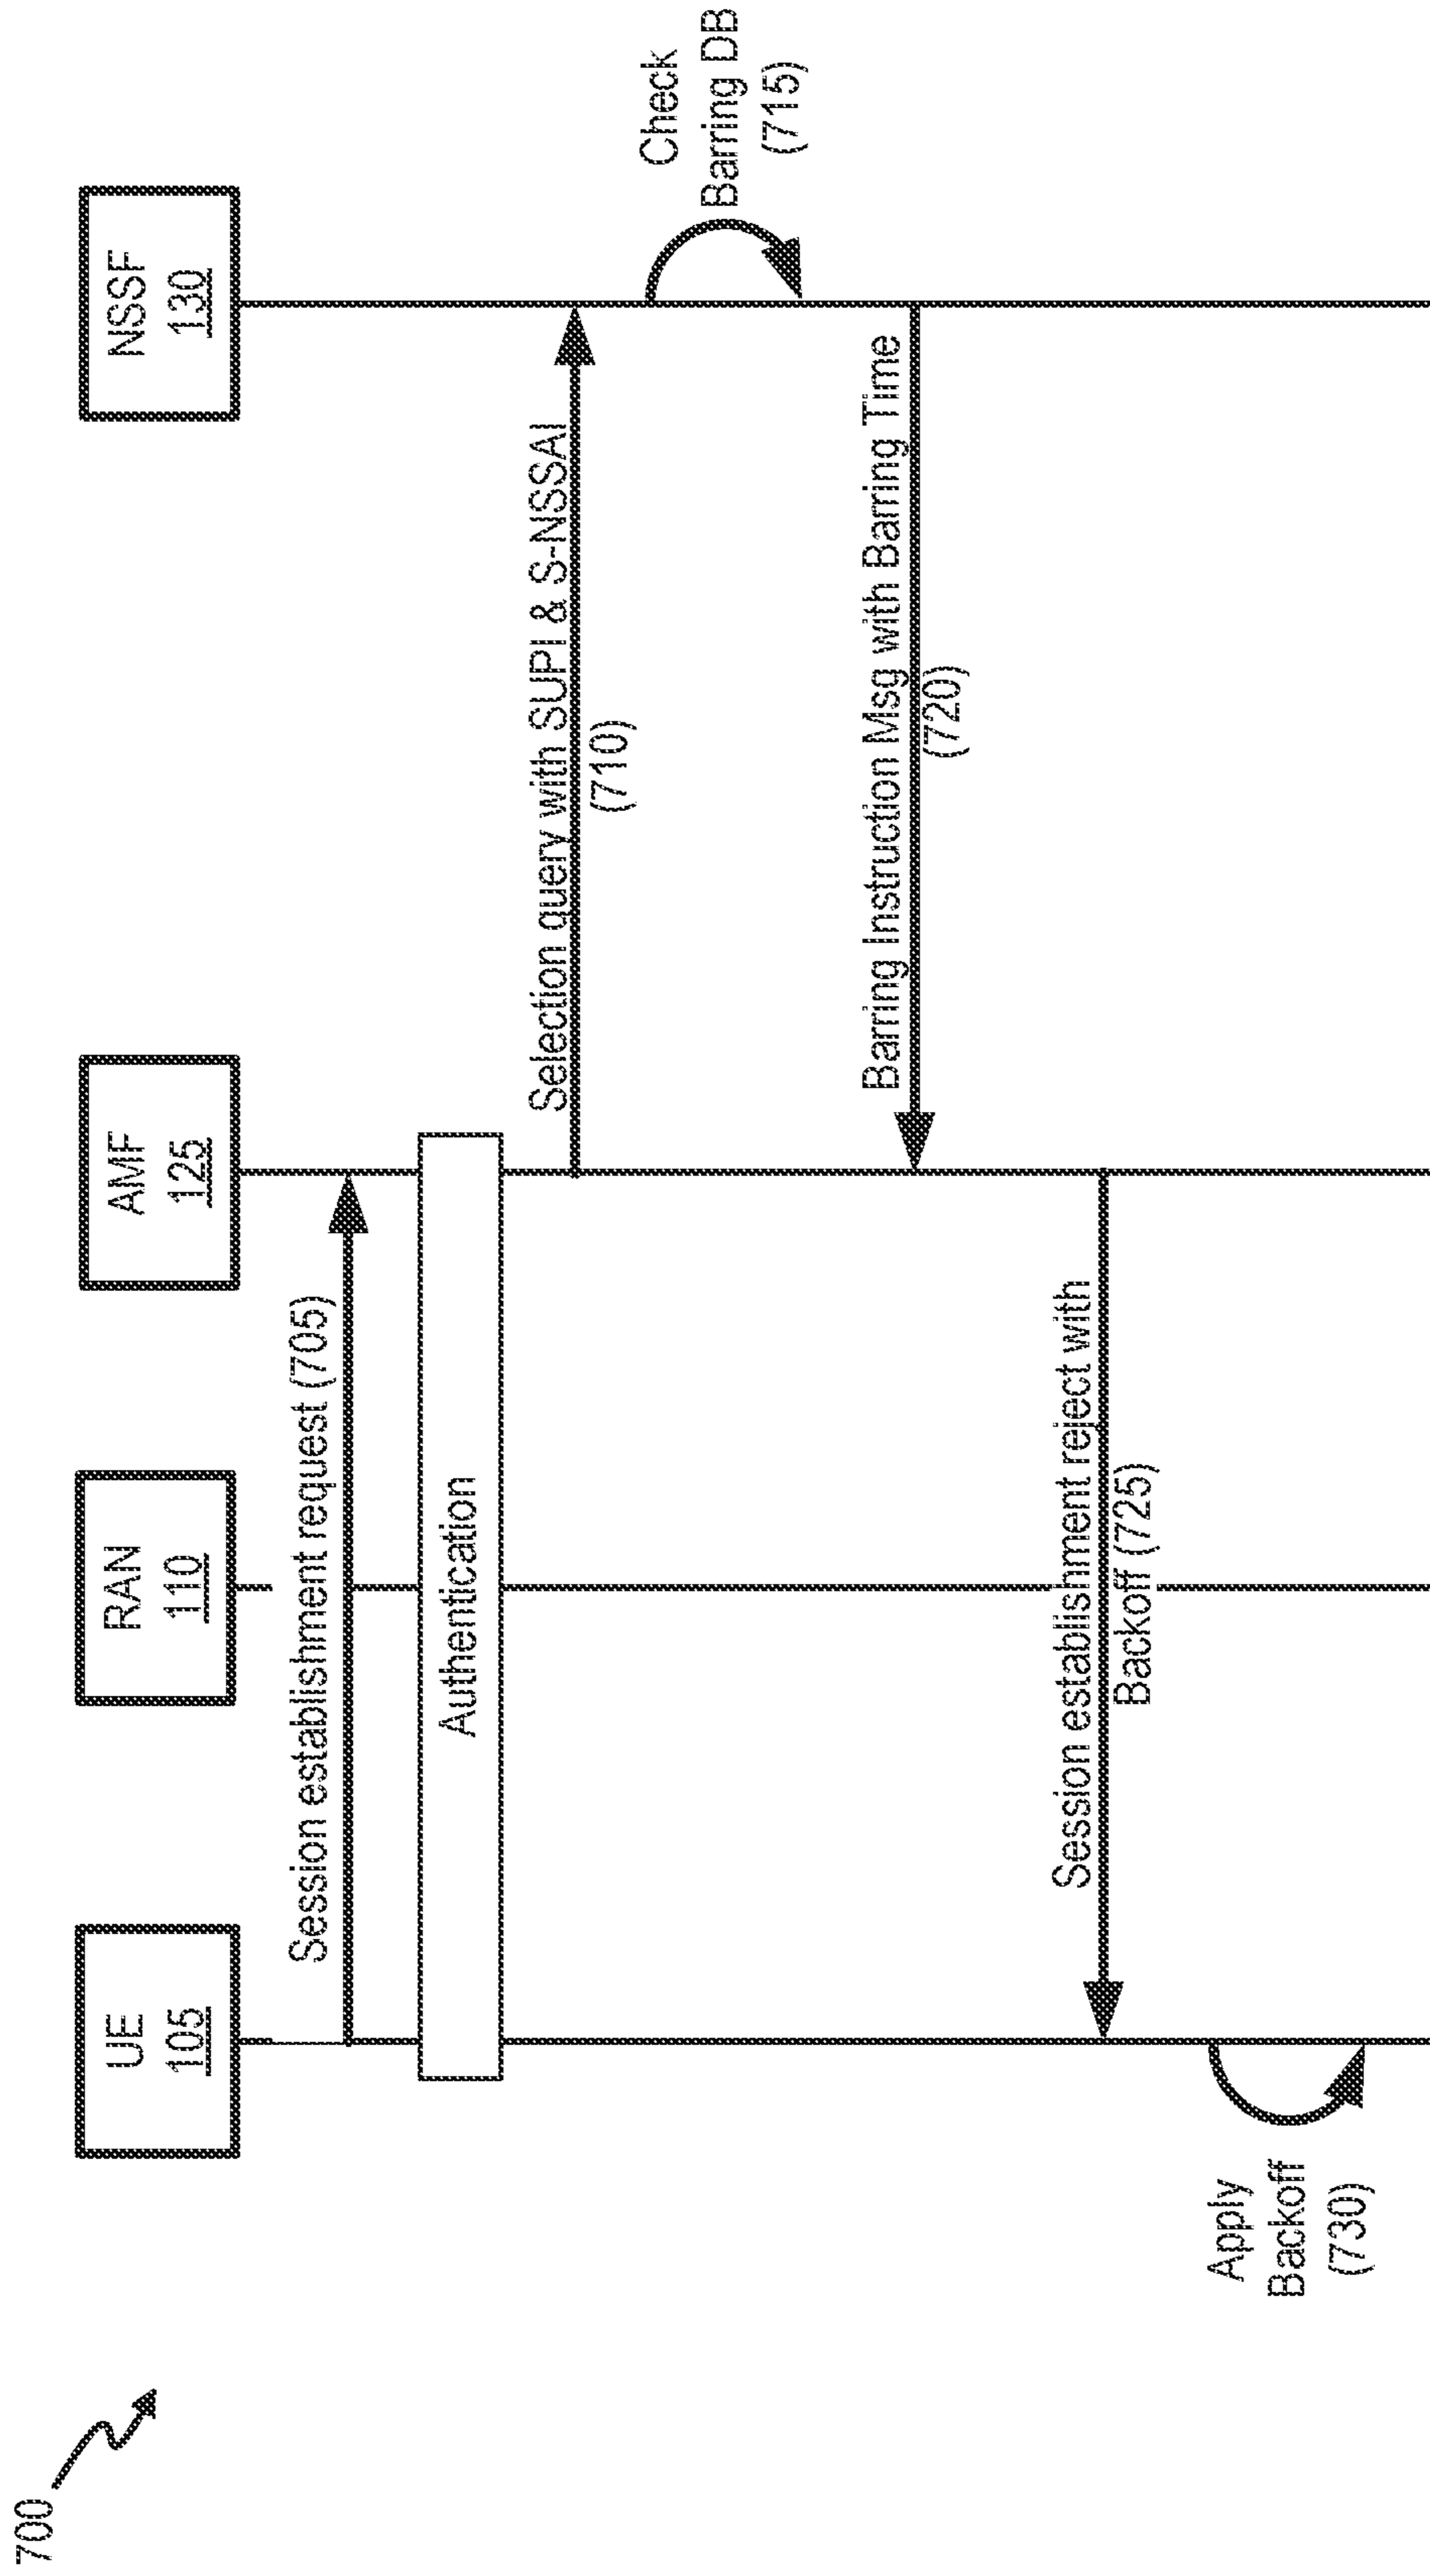 700
UE
105
RAN
110
AMF
125
NSSF
130
Session establishment request (705)
Authentication
Selection query with SUPI & S-NSSAI
(710)
Check
Barring DB
(715)
Barring Instruction Msg with Barring Time
(720)
Session establishment reject with
Backoff (725)
Apply
Backoff
(730)